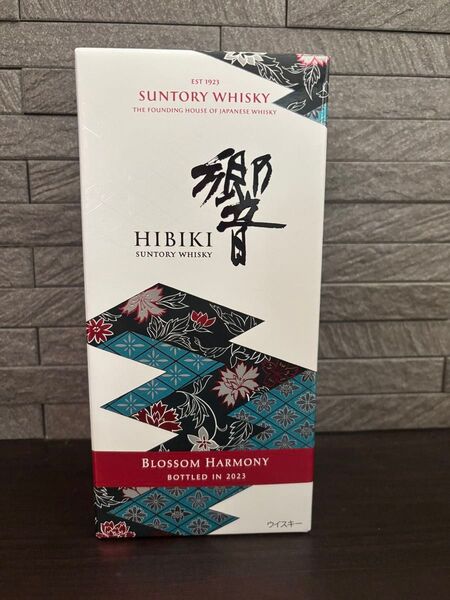 EST 1923
SUNTORY WHISKY
THE FOUNDING HOUSE OF JAPANESE WHISKY
響
HIBIKI
SUNTORY WHISKY
BLOSSOM HARMONY
BOTTLED IN 2023
ウイスキー